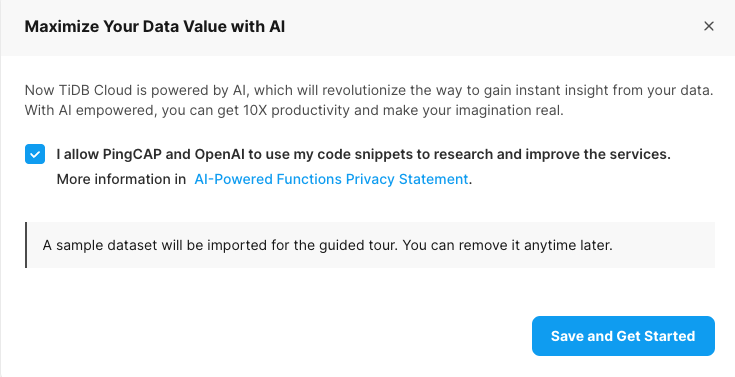 Maximize Your Data Value with AI
Now TiDB Cloud is powered by AI, which will revolutionize the way to gain instant insight from your data.
With AI empowered, you can get 10X productivity and make your imagination real.
I allow PingCAP and OpenAI to use my code snippets to research and improve the services.
More information in AI-Powered Functions Privacy Statement.
A sample dataset will be imported for the guided tour. You can remove it anytime later.
Save and Get Started